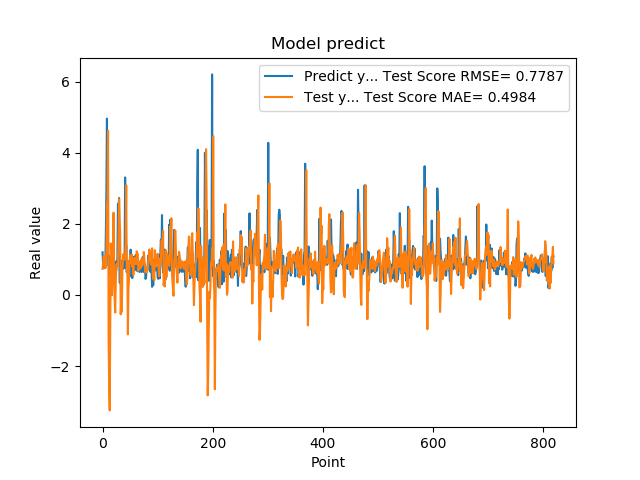 Model predict
Predict y... Test Score RMSE= 0.7787
Test y... Test Score MAE= 0.4984
6
4
2
0
−2
Real value
0 200 400 600 800
Point